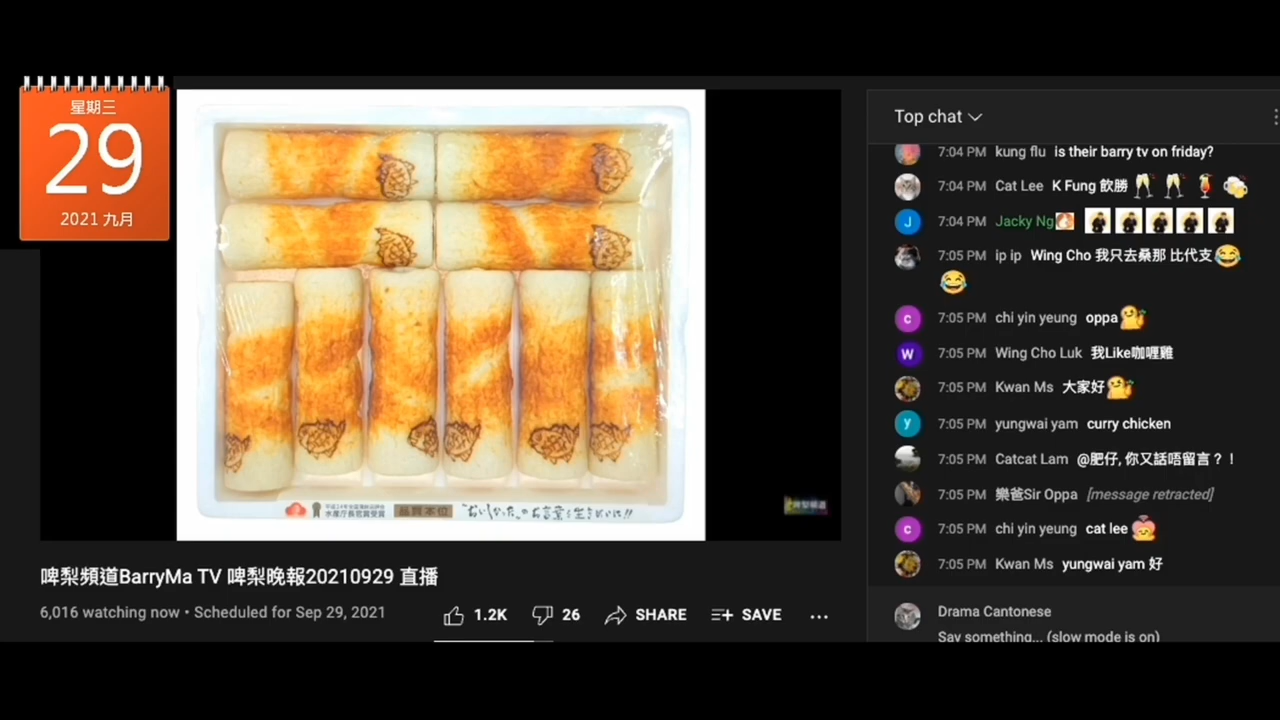 星期三
29
2021 九月
品質本位
啤梨頻道
啤梨頻道BarryMa TV 啤梨晚報20210929 直播
6,016 watching now • Scheduled for Sep 29, 2021
1.2K
26
SHARE
SAVE
Top chat
7:04 PM kung flu is their barry tv on friday?
7:04 PM Cat Lee K Fung 飲勝
J
7:04 PM Jacky Ng
7:05 PM ip ip Wing Cho 我只去桑那 比代支😂
😂
c
7:05 PM chi yin yeung oppa
W
7:05 PM Wing Cho Luk 我Like咖喱雞
7:05 PM Kwan Ms 大家好
y
7:05 PM yungwai yam curry chicken
7:05 PM Catcat Lam @肥仔, 你又話唔留言？！
7:05 PM 樂爸Sir Oppa [message retracted]
c
7:05 PM chi yin yeung cat lee
7:05 PM Kwan Ms yungwai yam 好
Drama Cantonese
Say something... (slow mode is on)